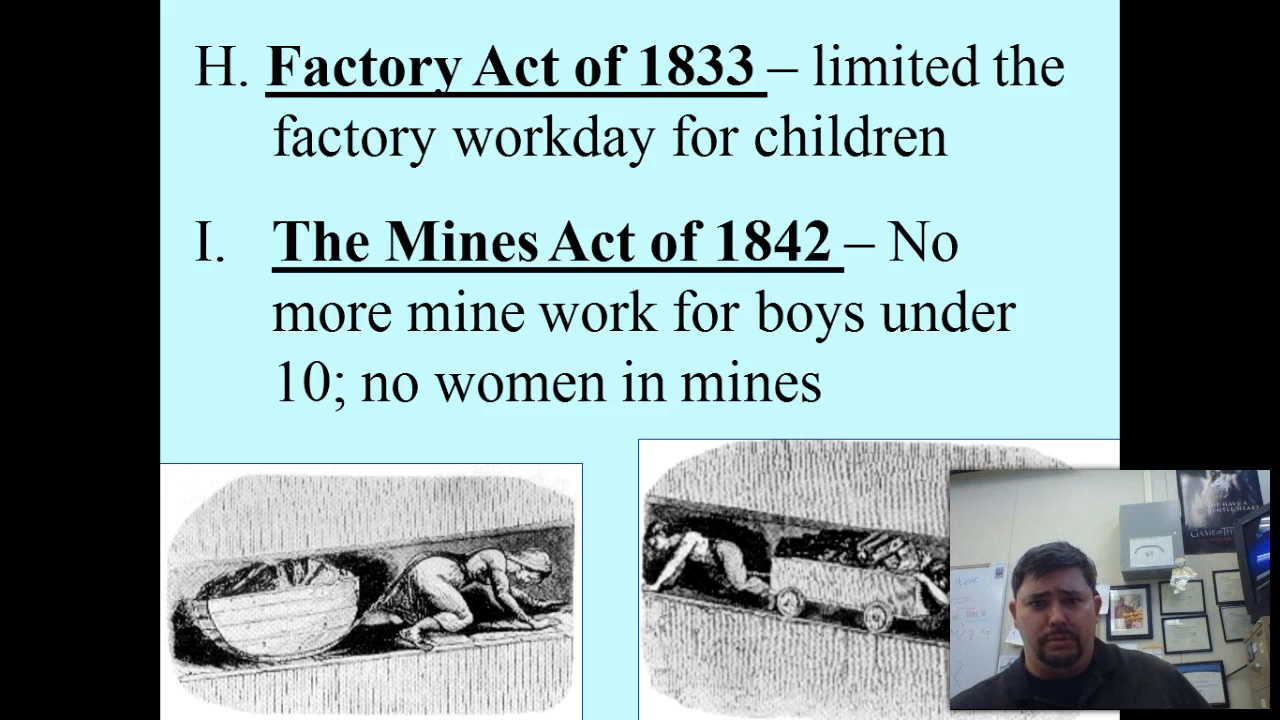 H. Factory Act of 1833 – limited the
factory workday for children
I. The Mines Act of 1842 – No
more mine work for boys under
10; no women in mines